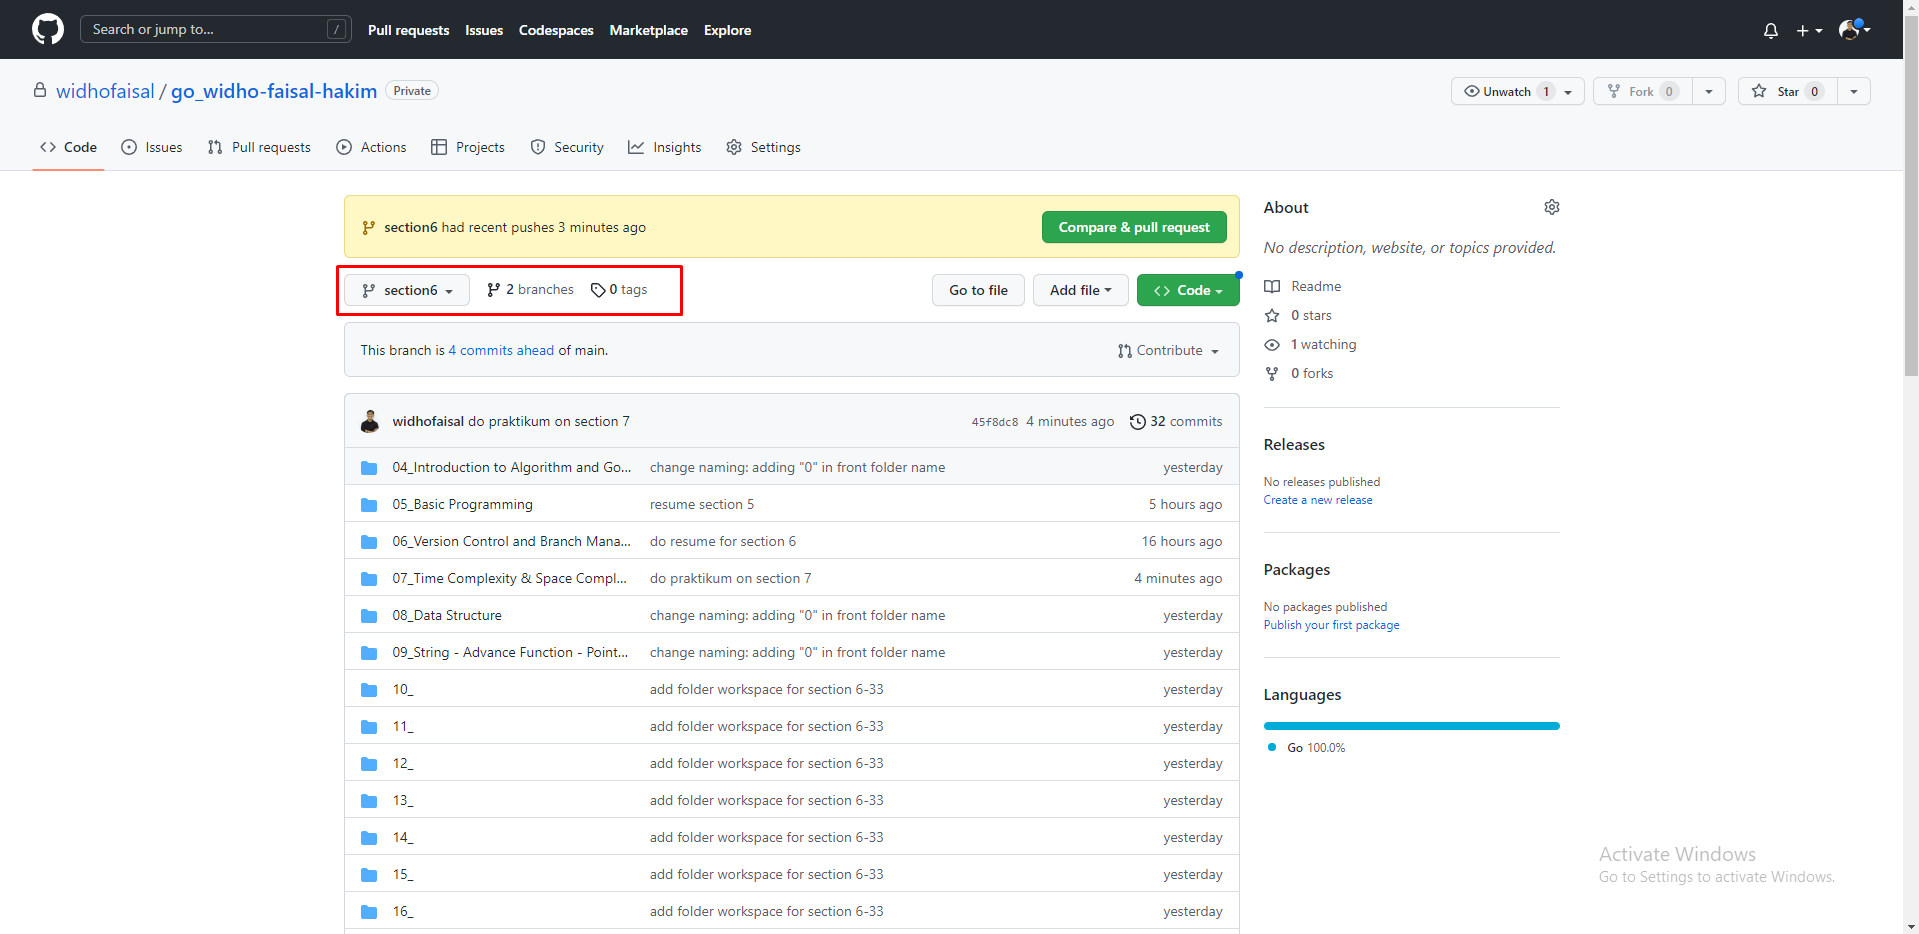 Search or jump to... /
Pull requests Issues Codespaces Marketplace Explore
widhofaisal / go_widho-faisal-hakim Private
Unwatch 1 Fork 0 Star 0
Code Issues Pull requests Actions Projects Security Insights Settings
section6 had recent pushes 3 minutes ago
Compare & pull request
section6 2 branches 0 tags
Go to file Add file Code
This branch is 4 commits ahead of main.
Contribute
widhofaisal do praktikum on section 7 45f8dc8 4 minutes ago 32 commits
04_Introduction to Algorithm and Go... change naming: adding "0" in front folder name yesterday
05_Basic Programming resume section 5 5 hours ago
06_Version Control and Branch Mana... do resume for section 6 16 hours ago
07_Time Complexity & Space Compl... do praktikum on section 7 4 minutes ago
08_Data Structure change naming: adding "0" in front folder name yesterday
09_String - Advance Function - Point... change naming: adding "0" in front folder name yesterday
10_ add folder workspace for section 6-33 yesterday
11_ add folder workspace for section 6-33 yesterday
12_ add folder workspace for section 6-33 yesterday
13_ add folder workspace for section 6-33 yesterday
14_ add folder workspace for section 6-33 yesterday
15_ add folder workspace for section 6-33 yesterday
16_ add folder workspace for section 6-33 yesterday
About
No description, website, or topics provided.
Readme
0 stars
1 watching
0 forks
Releases
No releases published
Create a new release
Packages
No packages published
Publish your first package
Languages
Go 100.0%
Activate Windows
Go to Settings to activate Windows.